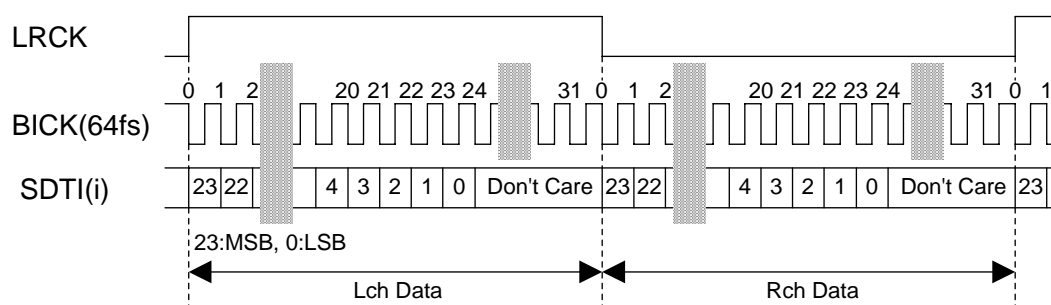 LRCK
0 1 2 20 21 22 23 24 31 0 1 2 20 21 22 23 24 31 0 1
BICK(64fs)
SDTI(i) 23 22 4 3 2 1 0 Don't Care 23 22 4 3 2 1 0 Don't Care 23
23:MSB, 0:LSB
Lch Data Rch Data